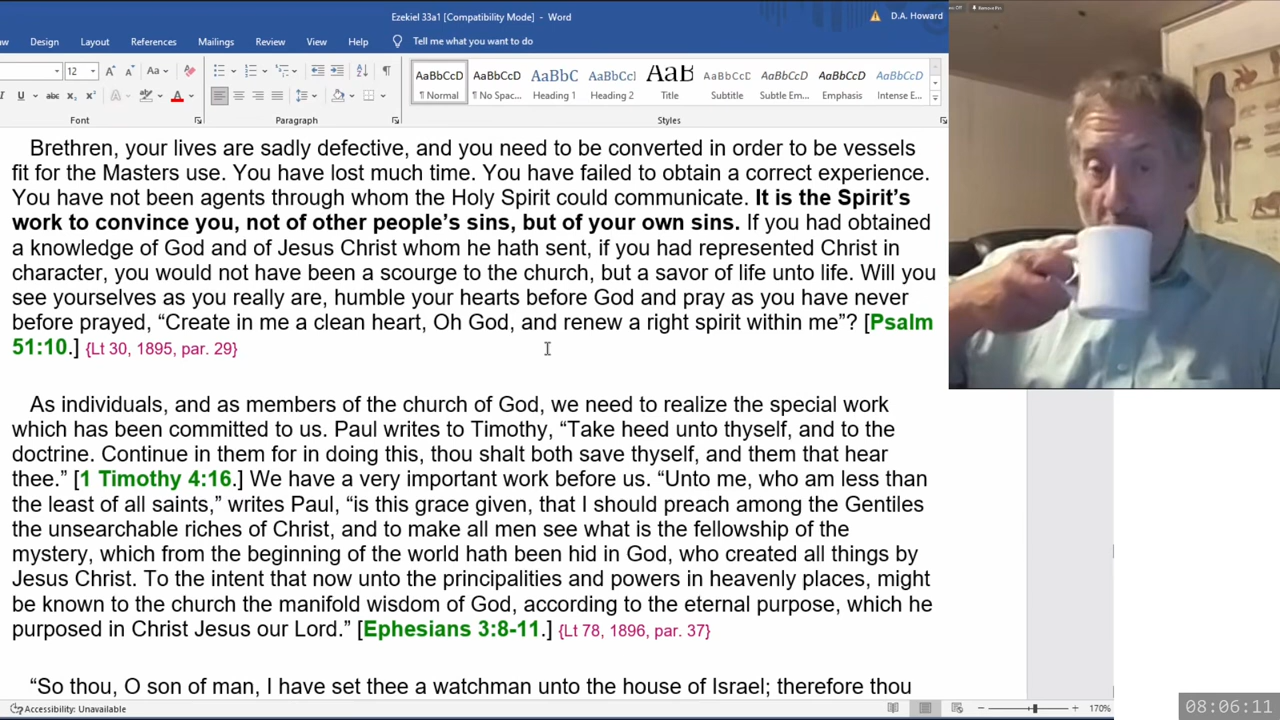 Ezekiel 33a1 [Compatibility Mode] - Word
D.A. Howard
Design Layout References Mailings Review View Help Tell me what you want to do
12
Aa
AaBbCcD AaBbCcD AaBbC AaBbCcI AaB AaBbCcD AaBbCcD AaBbCcD AaBbCcD
¶ Normal ¶ No Spac... Heading 1 Heading 2 Title Subtitle Subtle Em... Emphasis Intense E...
Font Paragraph Styles
Brethren, your lives are sadly defective, and you need to be converted in order to be vessels
fit for the Masters use. You have lost much time. You have failed to obtain a correct experience.
You have not been agents through whom the Holy Spirit could communicate. It is the Spirit’s
work to convince you, not of other people’s sins, but of your own sins. If you had obtained
a knowledge of God and of Jesus Christ whom he hath sent, if you had represented Christ in
character, you would not have been a scourge to the church, but a savor of life unto life. Will you
see yourselves as you really are, humble your hearts before God and pray as you have never
before prayed, “Create in me a clean heart, Oh God, and renew a right spirit within me”? [Psalm
51:10.] {Lt 30, 1895, par. 29}
As individuals, and as members of the church of God, we need to realize the special work
which has been committed to us. Paul writes to Timothy, “Take heed unto thyself, and to the
doctrine. Continue in them for in doing this, thou shalt both save thyself, and them that hear
thee.” [1 Timothy 4:16.] We have a very important work before us. “Unto me, who am less than
the least of all saints,” writes Paul, “is this grace given, that I should preach among the Gentiles
the unsearchable riches of Christ, and to make all men see what is the fellowship of the
mystery, which from the beginning of the world hath been hid in God, who created all things by
Jesus Christ. To the intent that now unto the principalities and powers in heavenly places, might
be known to the church the manifold wisdom of God, according to the eternal purpose, which he
purposed in Christ Jesus our Lord.” [Ephesians 3:8-11.] {Lt 78, 1896, par. 37}
“So thou, O son of man, I have set thee a watchman unto the house of Israel; therefore thou
Accessibility: Unavailable
170%
08:06:11